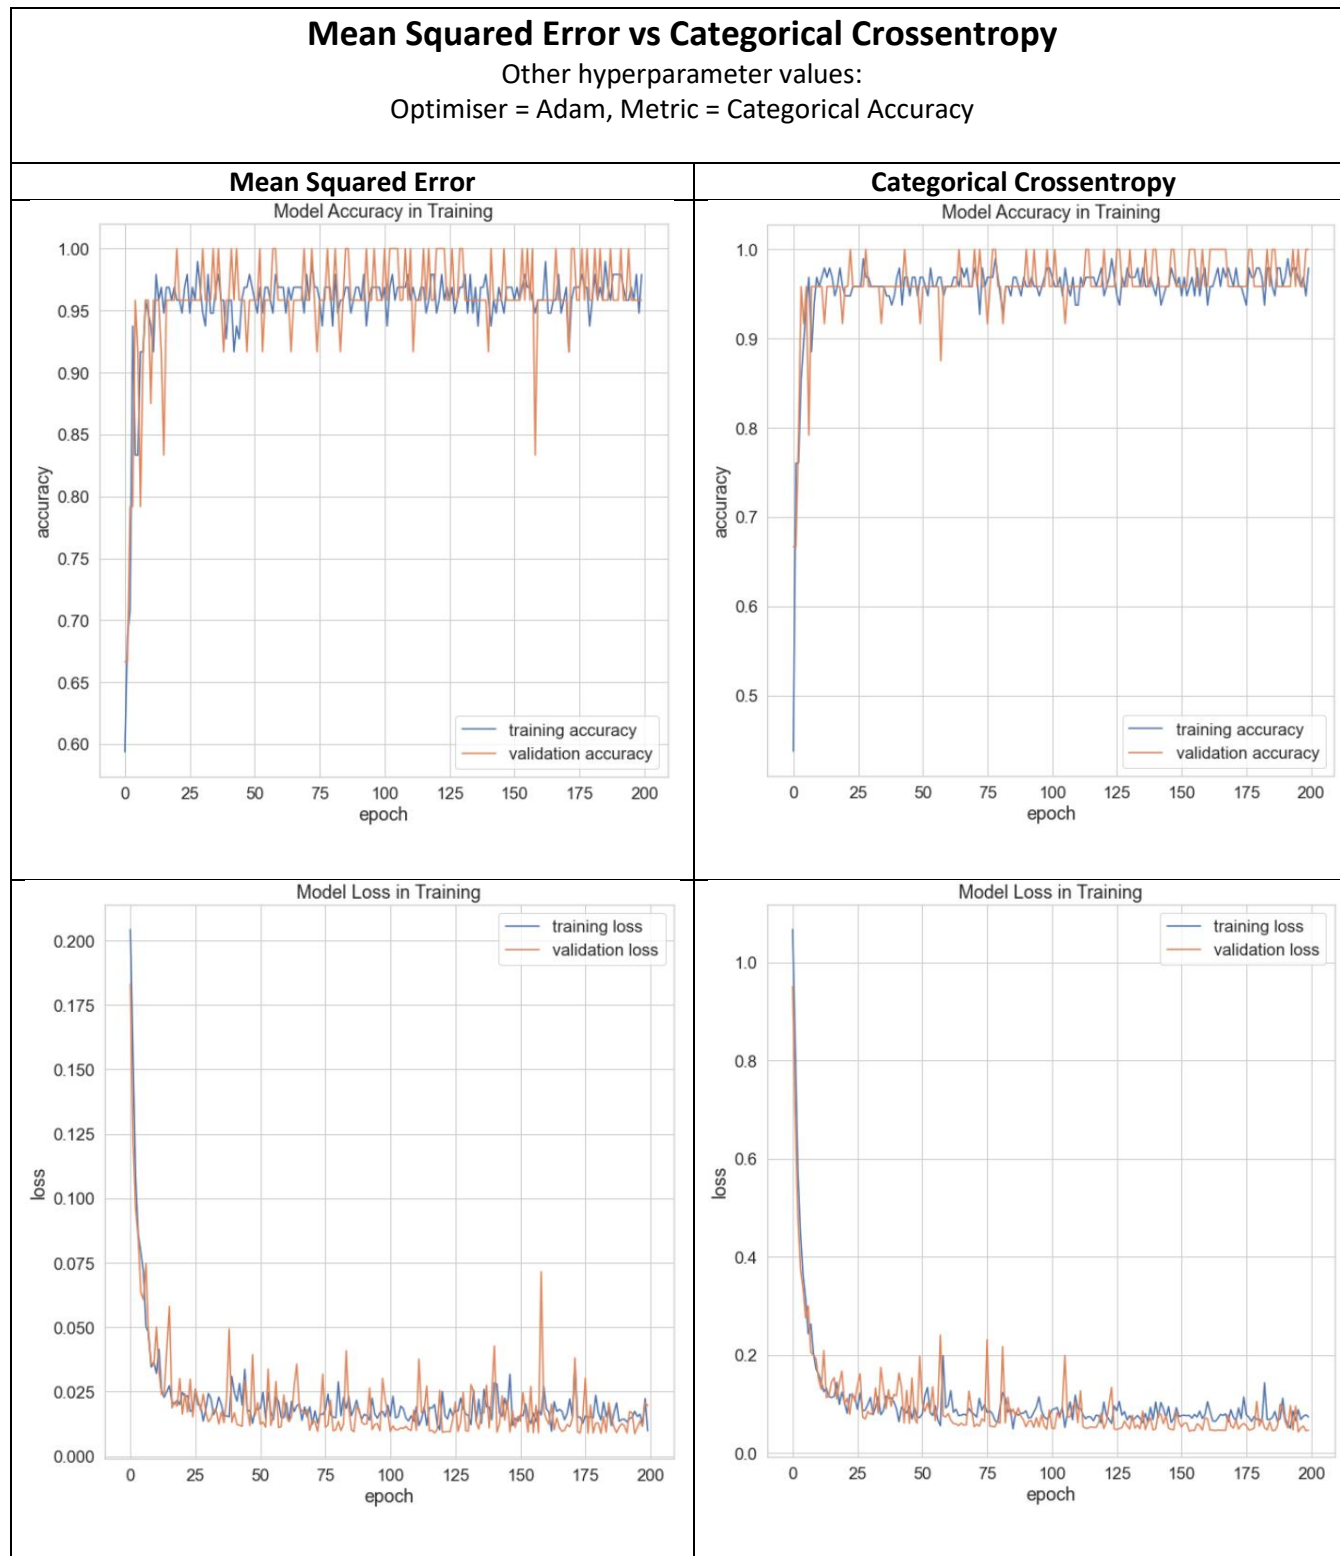 Mean Squared Error vs Categorical Crossentropy
Other hyperparameter values:
Optimiser = Adam, Metric = Categorical Accuracy
Mean Squared Error
Categorical Crossentropy
Model Accuracy in Training
1.00
0.95
0.90
0.85
0.80
0.75
0.70
0.65
0.60
accuracy
training accuracy
validation accuracy
0 25 50 75 100 125 150 175 200
epoch
Model Accuracy in Training
1.0
0.9
0.8
0.7
0.6
0.5
accuracy
training accuracy
validation accuracy
0 25 50 75 100 125 150 175 200
epoch
Model Loss in Training
training loss
validation loss
0.200
0.175
0.150
0.125
0.100
0.075
0.050
0.025
0.000
loss
0 25 50 75 100 125 150 175 200
epoch
Model Loss in Training
training loss
validation loss
1.0
0.8
0.6
0.4
0.2
0.0
loss
0 25 50 75 100 125 150 175 200
epoch